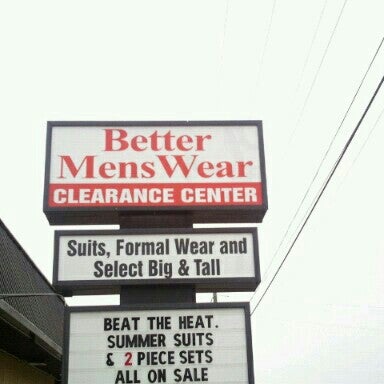 Better
MensWear
CLEARANCE CENTER
Suits, Formal Wear and
Select Big & Tall
BEAT THE HEAT.
SUMMER SUITS
& 2 PIECE SETS
ALL ON SALE